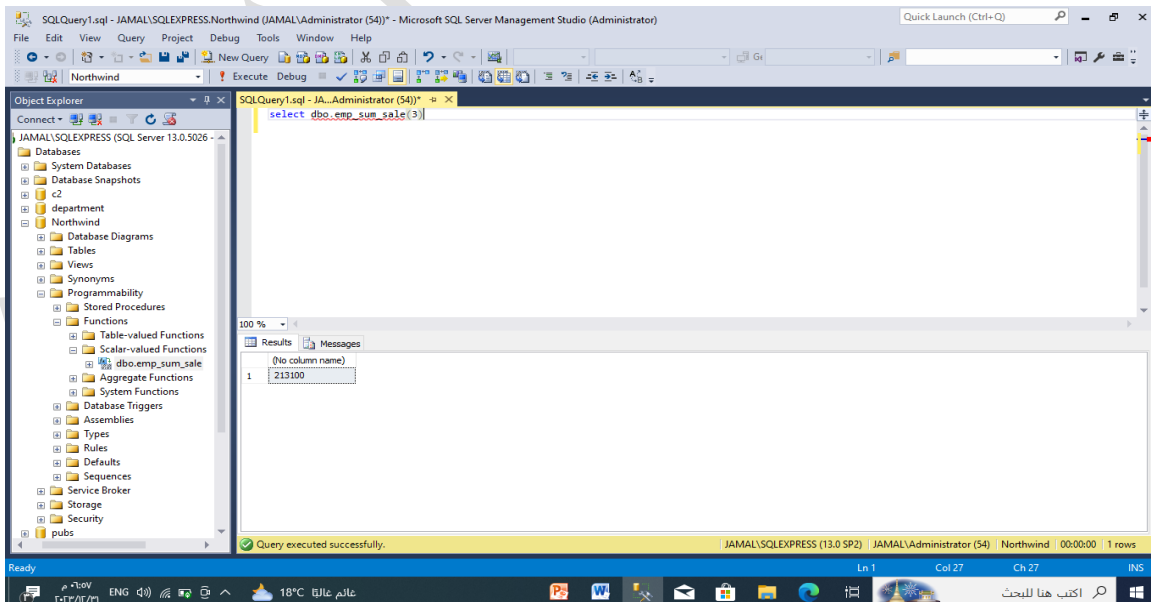 SQLQuery1.sql - JAMAL\SQLEXPRESS.Northwind (JAMAL\Administrator (54))* - Microsoft SQL Server Management Studio (Administrator)
Quick Launch (Ctrl+Q)
File Edit View Query Project Debug Tools Window Help
New Query
Northwind
Execute Debug
Object Explorer
SQLQuery1.sql - JA...Administrator (54))*
Connect
select dbo.emp_sum_sale(3)
JAMAL\SQLEXPRESS (SQL Server 13.0.5026 -
Databases
System Databases
Database Snapshots
c2
department
Northwind
Database Diagrams
Tables
Views
Synonyms
Programmability
Stored Procedures
Functions
Table-valued Functions
Scalar-valued Functions
dbo.emp_sum_sale
Aggregate Functions
System Functions
Database Triggers
Assemblies
Types
Rules
Defaults
Sequences
Service Broker
Storage
Security
pubs
100 %
Results Messages
(No column name)
1 213100
Query executed successfully.
JAMAL\SQLEXPRESS (13.0 SP2) JAMAL\Administrator (54) Northwind 00:00:00 1 rows
Ready
Ln 1 Col 27 Ch 27 INS
ENG
18°C غائم غالبًا
اكتب هنا للبحث